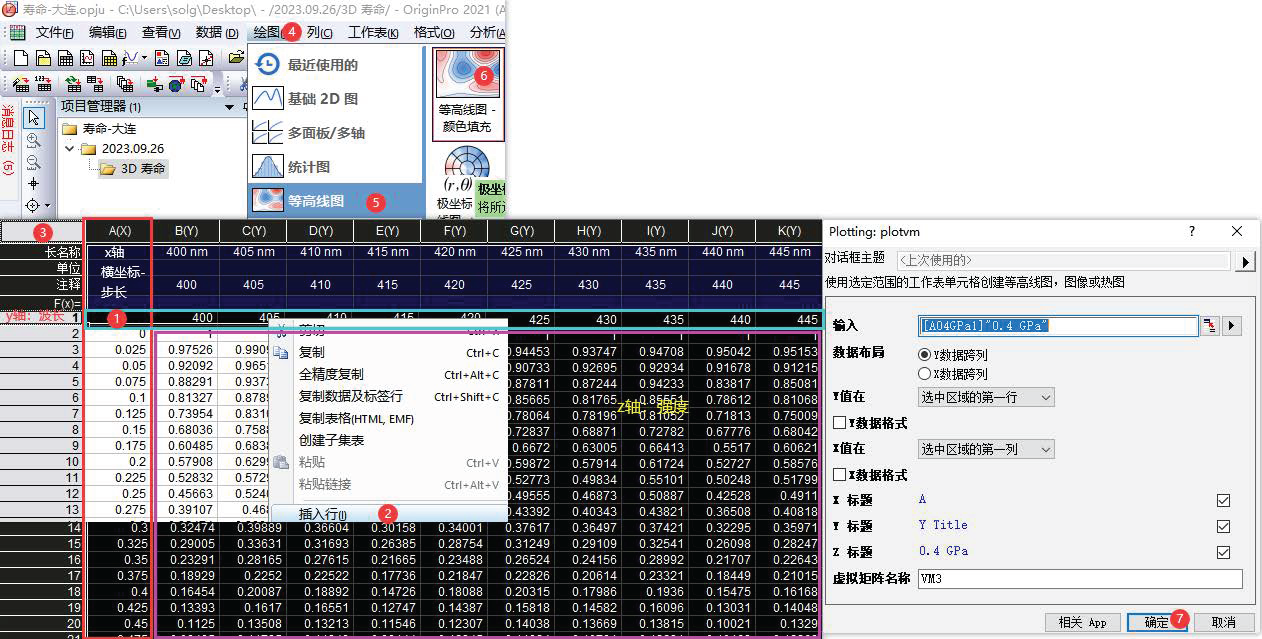 寿命-大连.opju - C:\Users\solg\Desktop\ - /2023.09.26/3D 寿命/ - OriginPro 2021 (
文件(F) 编辑(E) 查看(V) 数据 (D) 绘图 4 列(C) 工作表(K) 格式(O) 分析(A
项目管理器 (1)
寿命-大连
2023.09.26
3D 寿命
消息日志 (5)
最近使用的
基础 2D 图
多面板/多轴
统计图
等高线图 5
6
等高线图 -
颜色填充
(r,θ)
极坐标
极坐标
将所
3 A(X) B(Y) C(Y) D(Y) E(Y) F(Y) G(Y) H(Y) I(Y) J(Y) K(Y)
长名称 x轴 400 nm 405 nm 410 nm 415 nm 420 nm 425 nm 430 nm 435 nm 440 nm 445 nm
单位 横坐标-
注释 步长 400 405 410 415 420 425 430 435 440 445
F(x)=
y轴：波长 1 1 400 405 425 430 435 440 445
2 0 1
3 0.025 0.97526 0.9905 0.94453 0.93747 0.94708 0.95042 0.95153
4 0.05 0.92092 0.965 0.90733 0.92695 0.92934 0.91678 0.91215
5 0.075 0.88291 0.937 0.87811 0.87244 0.94233 0.83817 0.85081
6 0.1 0.81327 0.878 0.85665 0.81765 0.85551 0.78612 0.81068
z轴：强度
7 0.125 0.73954 0.831 0.78064 0.78196 0.81052 0.71813 0.75009
8 0.15 0.68036 0.758 0.72837 0.68871 0.72782 0.67776 0.68042
9 0.175 0.60485 0.683 0.6672 0.63005 0.66413 0.5517 0.60621
10 0.2 0.57908 0.629 0.59872 0.57914 0.61724 0.52727 0.58576
11 0.225 0.52832 0.572 0.52773 0.49834 0.55101 0.50248 0.51799
12 0.25 0.45663 0.524 0.49555 0.46873 0.50887 0.42528 0.4911
13 0.275 0.39107 0.468 0.43392 0.40343 0.43821 0.36508 0.40818
14 0.3 0.32474 0.39889 0.36604 0.30158 0.34001 0.37617 0.36497 0.37421 0.32295 0.35971
15 0.325 0.29005 0.33631 0.31693 0.26385 0.28754 0.31249 0.29109 0.32541 0.26098 0.28247
16 0.35 0.23291 0.28165 0.27615 0.21665 0.23488 0.26524 0.24156 0.28992 0.21707 0.22643
17 0.375 0.18929 0.2252 0.22522 0.17736 0.21847 0.22826 0.20614 0.23321 0.18449 0.21015
18 0.4 0.16454 0.20087 0.18892 0.14726 0.18088 0.20315 0.17986 0.1936 0.15475 0.16168
19 0.425 0.13393 0.1617 0.16551 0.12747 0.14387 0.15818 0.14582 0.16096 0.13031 0.14048
20 0.45 0.1125 0.13508 0.13213 0.11546 0.12307 0.14038 0.13669 0.13815 0.10021 0.1329
剪切
复制 Ctrl+C
全精度复制 Ctrl+Alt+C
复制数据及标签行 Ctrl+Shift+C
复制表格(HTML, EMF)
创建子集表
粘贴 Ctrl+V
粘贴链接 Ctrl+Alt+V
插入行(I) 2
Plotting: plotvm ? ×
对话框主题 <上次使用的>
使用选定范围的工作表单元格创建等高线图，图像或热图
输入 [A04GPa1]"0.4 GPa"
数据布局 Y数据跨列
X数据跨列
Y值在 选中区域的第一行
Y数据格式
X值在 选中区域的第一列
X数据格式
X 标题 A
Y 标题 Y Title
Z 标题 0.4 GPa
虚拟矩阵名称 VM3
相关 App 确定 7 取消